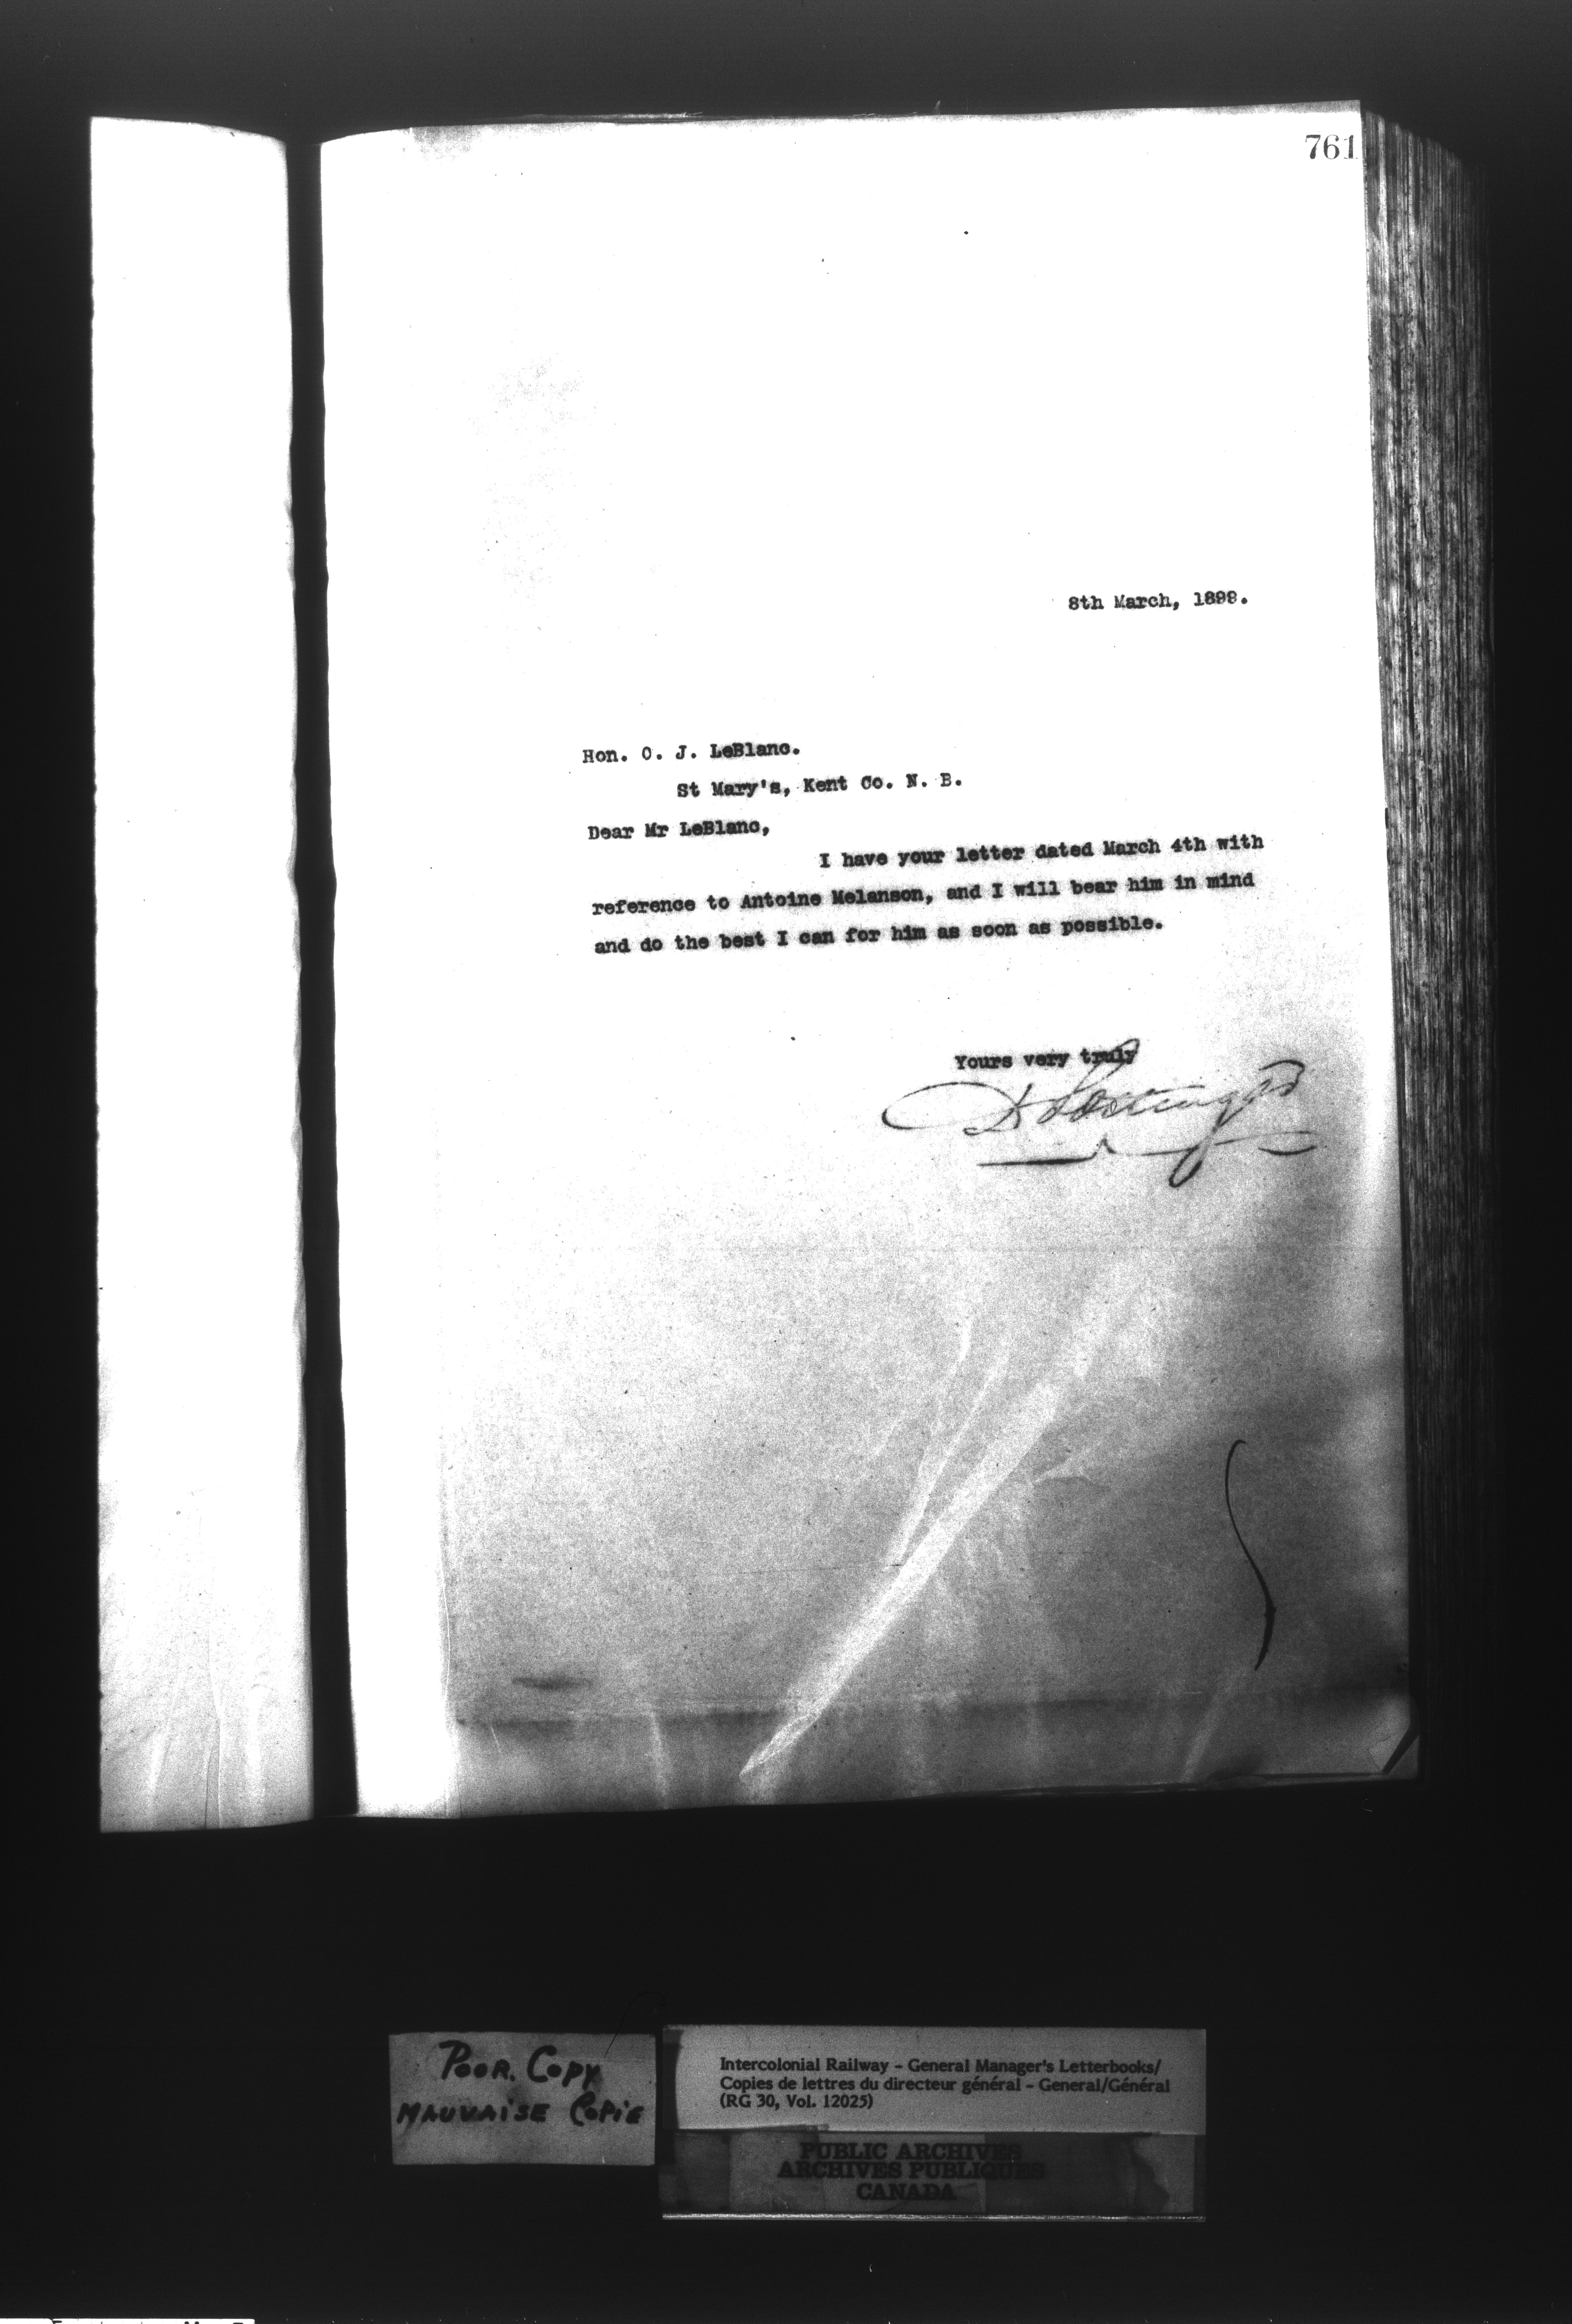 761
8th March, 1899.
Hon. O. J. LeBlanc.
St Mary's, Kent Co. N. B.
Dear Mr LeBlanc,
I have your letter dated March 4th with
reference to Antoine Melanson, and I will bear him in mind
and do the best I can for him as soon as possible.
Yours very truly
D Pottinger
POOR COPY
MAUVAISE COPIE
Intercolonial Railway - General Manager's Letterbooks/
Copies de lettres du directeur général - General/Général
(RG 30, Vol. 12025)
PUBLIC ARCHIVES
ARCHIVES PUBLIQUES
CANADA